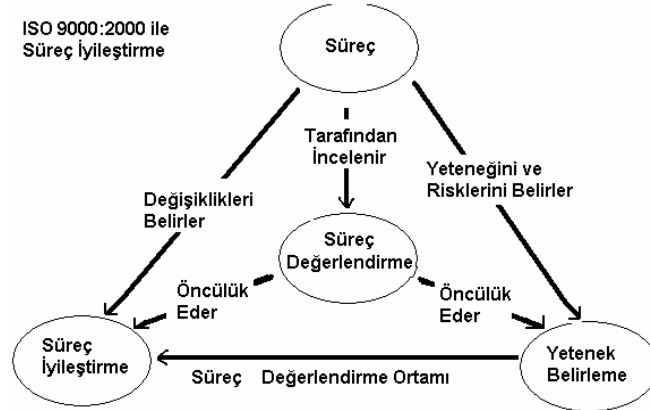 ISO 9000:2000 ile
Süreç İyileştirme
Süreç
Tarafından
İncelenir
Yeteneğini ve
Risklerini Belirler
Değişiklikleri
Belirler
Süreç
Değerlendirme
Öncülük
Eder
Öncülük
Eder
Süreç
İyileştirme
Süreç Değerlendirme Ortamı
Yetenek
Belirleme